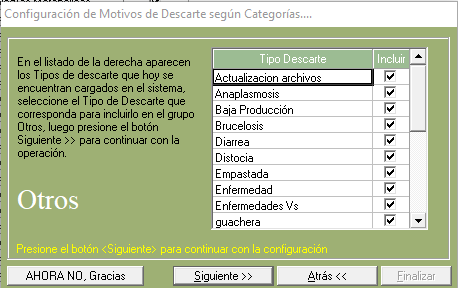 Configuración de Motivos de Descarte según Categorías....
En el listado de la derecha aparecen
los Tipos de descarte que hoy se
encuentran cargados en el sistema,
seleccione el Tipo de Descarte que
corresponda para incluirlo en el grupo
Otros, luego presione el botón
Siguiente >> para continuar con la
operación.
Otros
Tipo Descarte Incluir
Actualizacion archivos
Anaplasmosis
Baja Producción
Brucelosis
Diarrea
Distocia
Empastada
Enfermedad
Enfermedades Vs
guachera
Presione el botón <Siguiente> para continuar con la configuración
AHORA NO, Gracias Siguiente >> Atrás << Finalizar